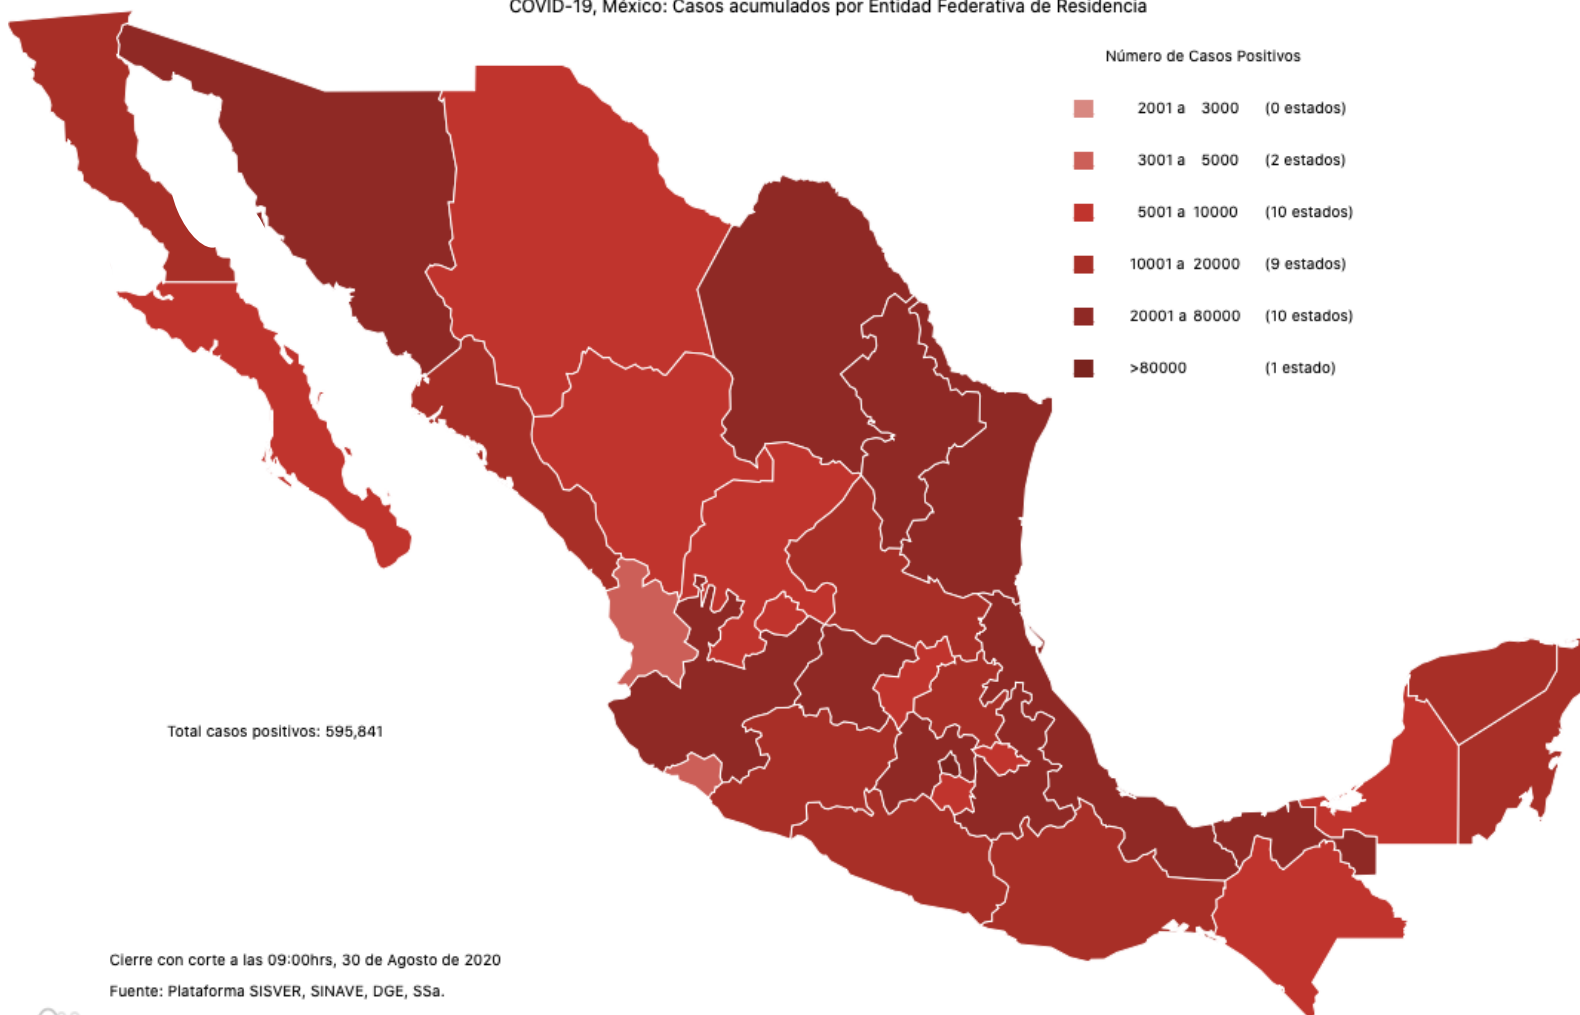 COVID-19, México: Casos acumulados por Entidad Federativa de Residencia
Número de Casos Positivos
2001 a 3000 (0 estados)
3001 a 5000 (2 estados)
5001 a 10000 (10 estados)
10001 a 20000 (9 estados)
20001 a 80000 (10 estados)
>80000 (1 estado)
Total casos positivos: 595,841
Cierre con corte a las 09:00hrs, 30 de Agosto de 2020
Fuente: Plataforma SISVER, SINAVE, DGE, SSa.